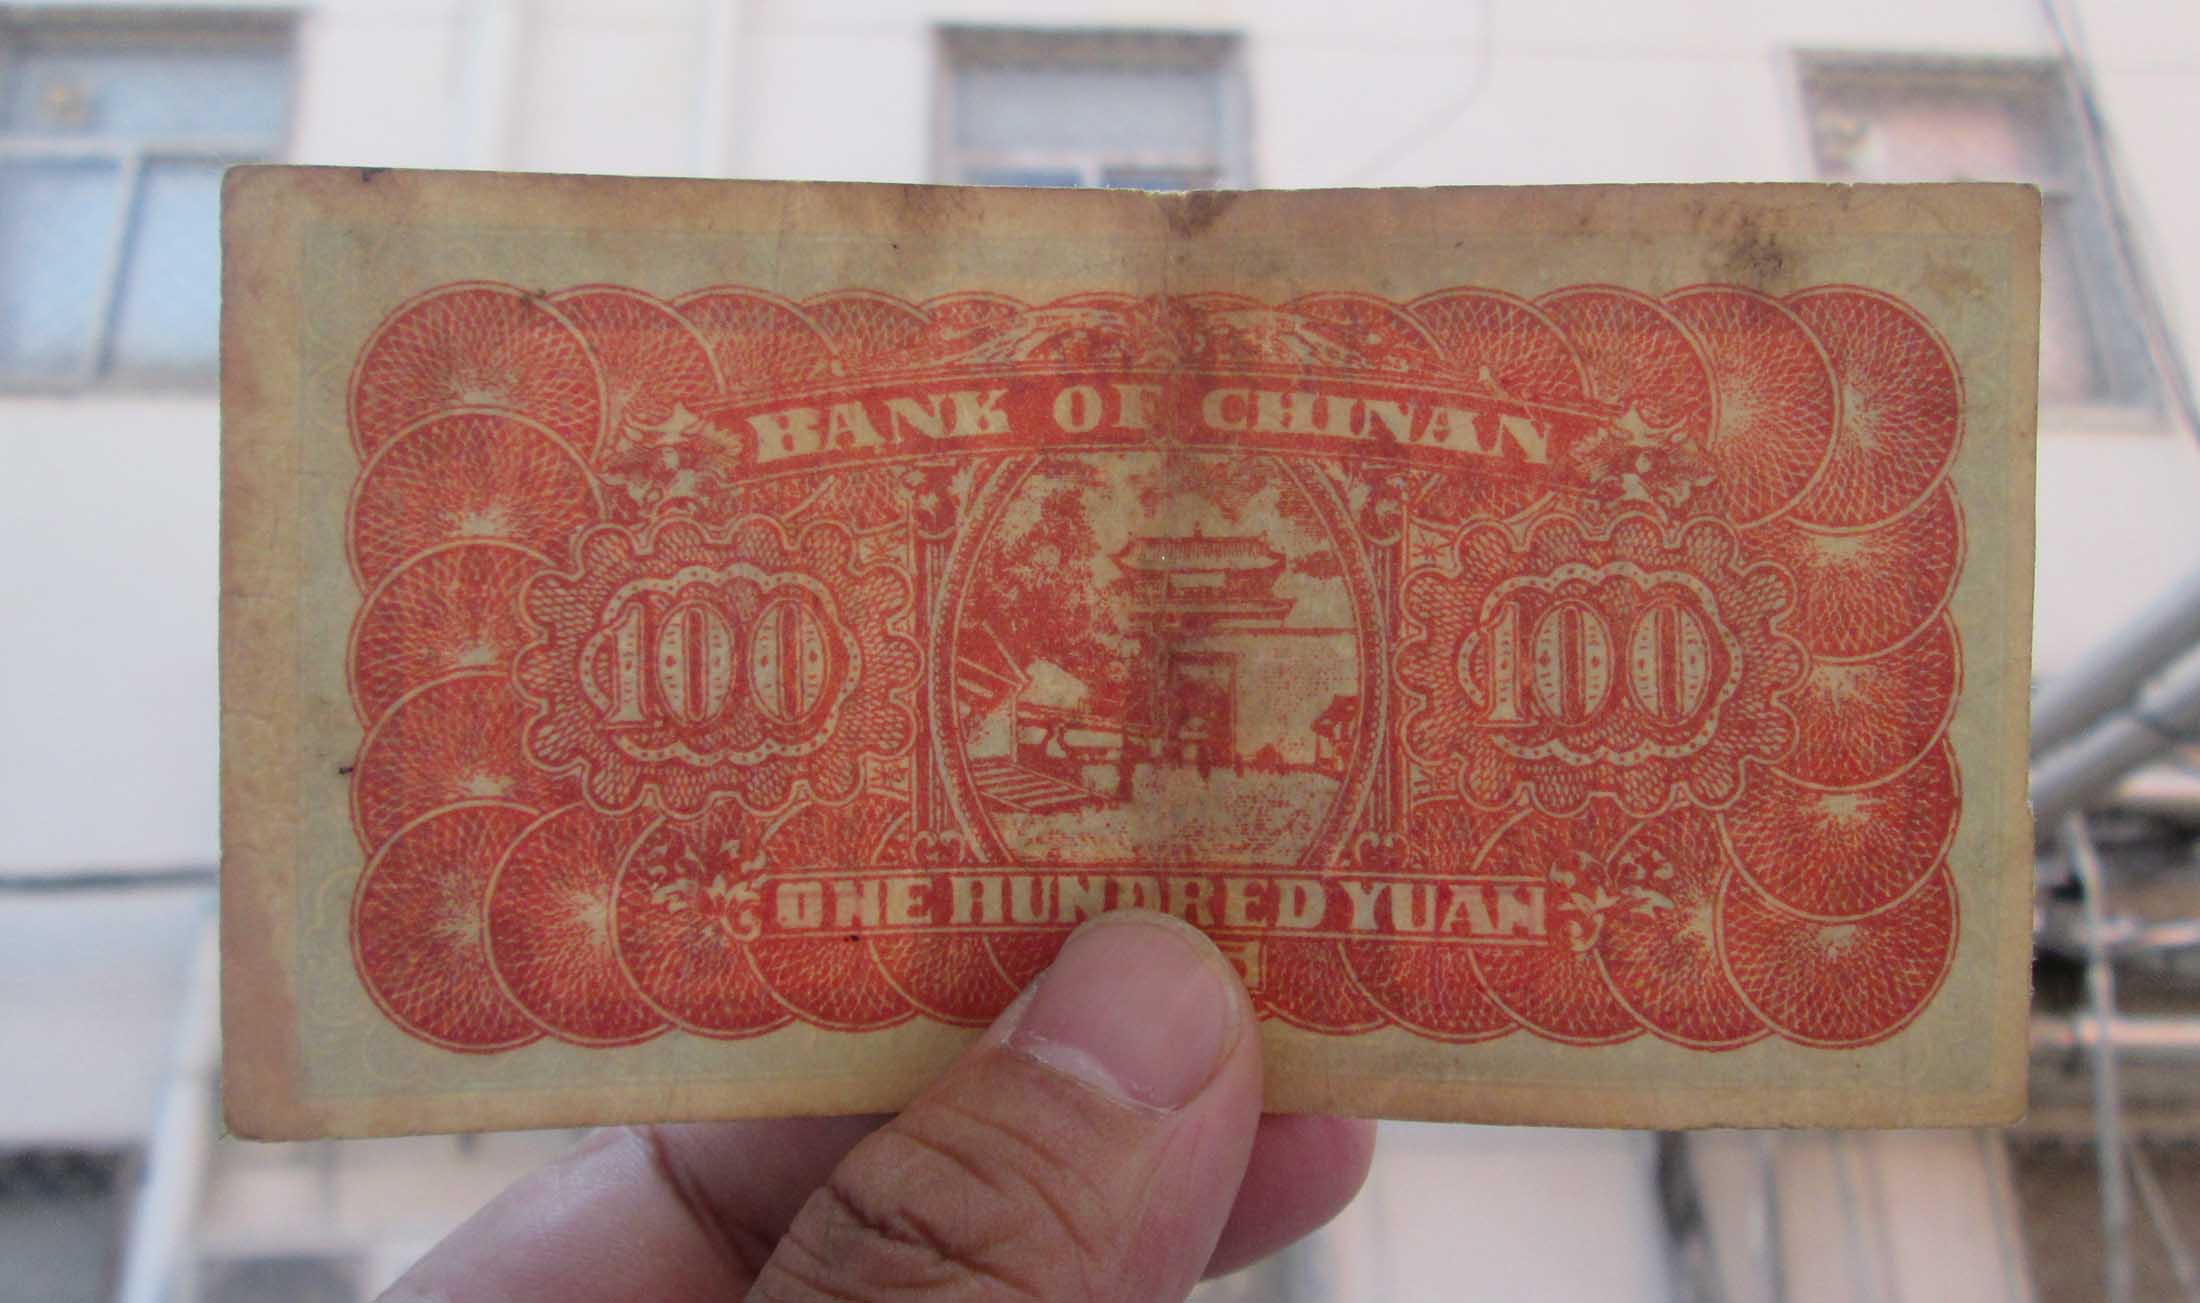 BANK OF CHINAN
100 100
ONE HUNDRED YUAN